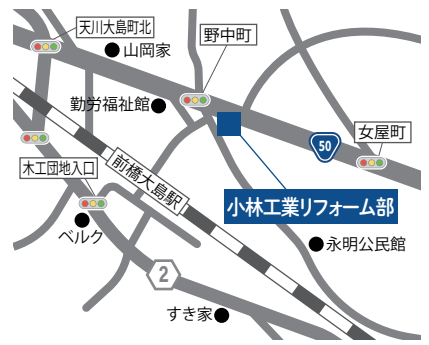 天川大島町北
山岡家
野中町
勤労福祉館
50
女屋町
木工団地入口
前橋大島駅
小林工業リフォーム部
ベルク
永明公民館
2
すき家